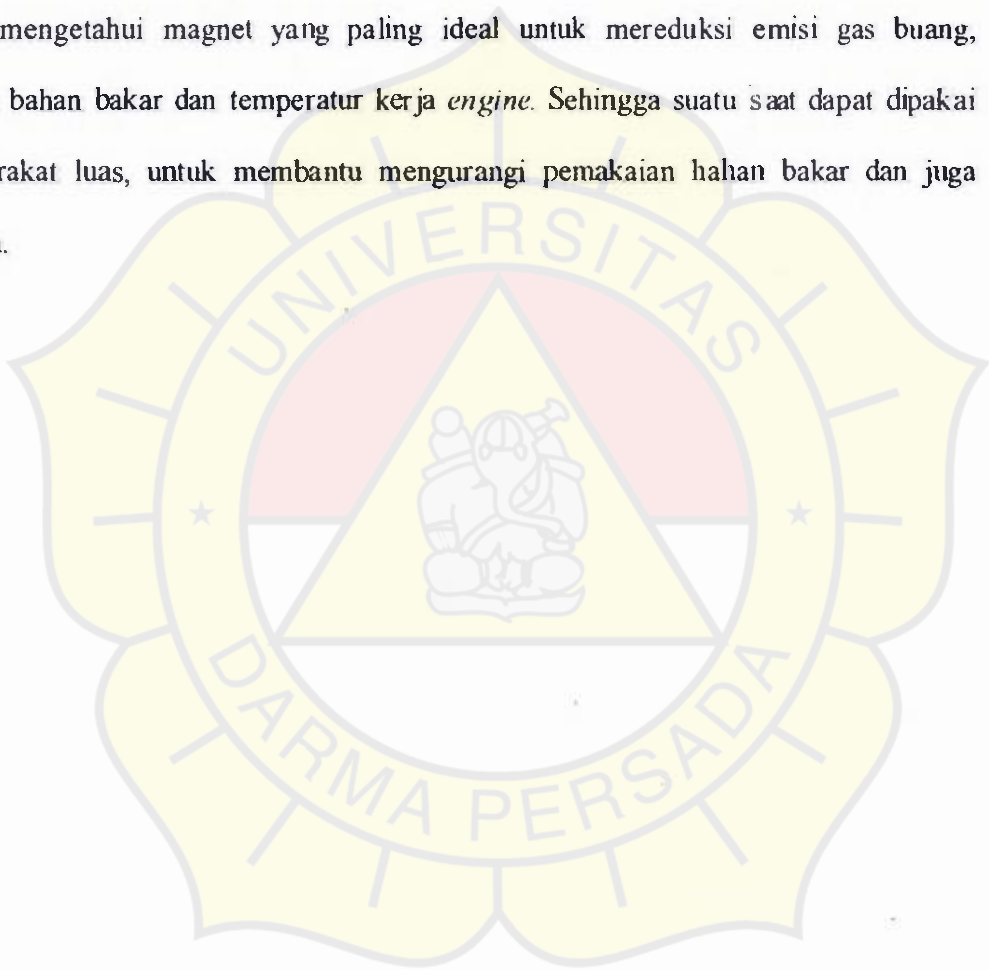 mengetahui magnet yang paling ideal untuk mereduksi emisi gas buang,
bahan bakar dan temperatur kerja engine. Sehingga suatu saat dapat dipakai
rakat luas, untuk membantu mengurangi pemakaian hahan bakar dan juga
UNIVERSITAS
DARMA PERSADA